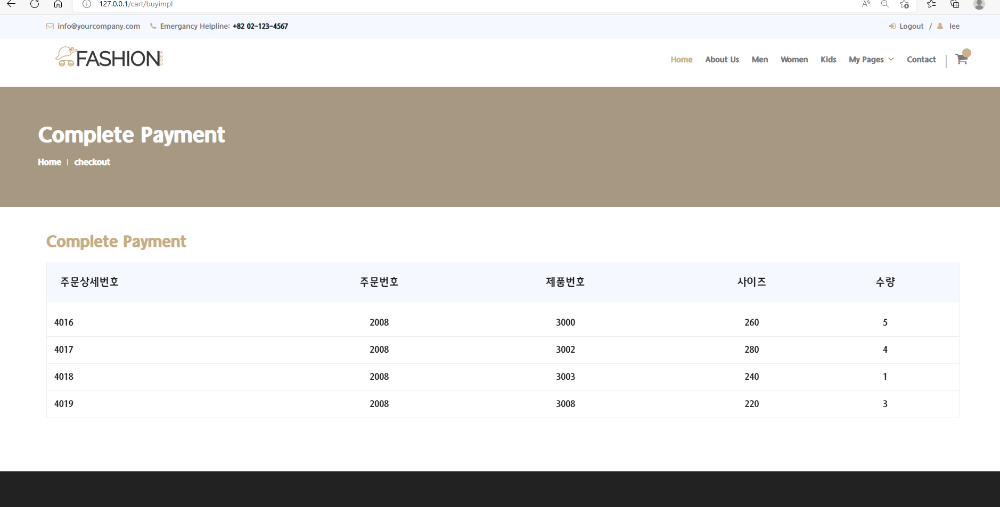 127.0.0.1/cart/buyimpl
info@yourcompany.com Emergancy Helpline: +82 02-123-4567 Logout / lee
FASHION SHOP Home About Us Men Women Kids My Pages Contact
Complete Payment
Home | checkout
Complete Payment
주문상세번호 주문번호 제품번호 사이즈 수량
4016 2008 3000 260 5
4017 2008 3002 280 4
4018 2008 3003 240 1
4019 2008 3008 220 3